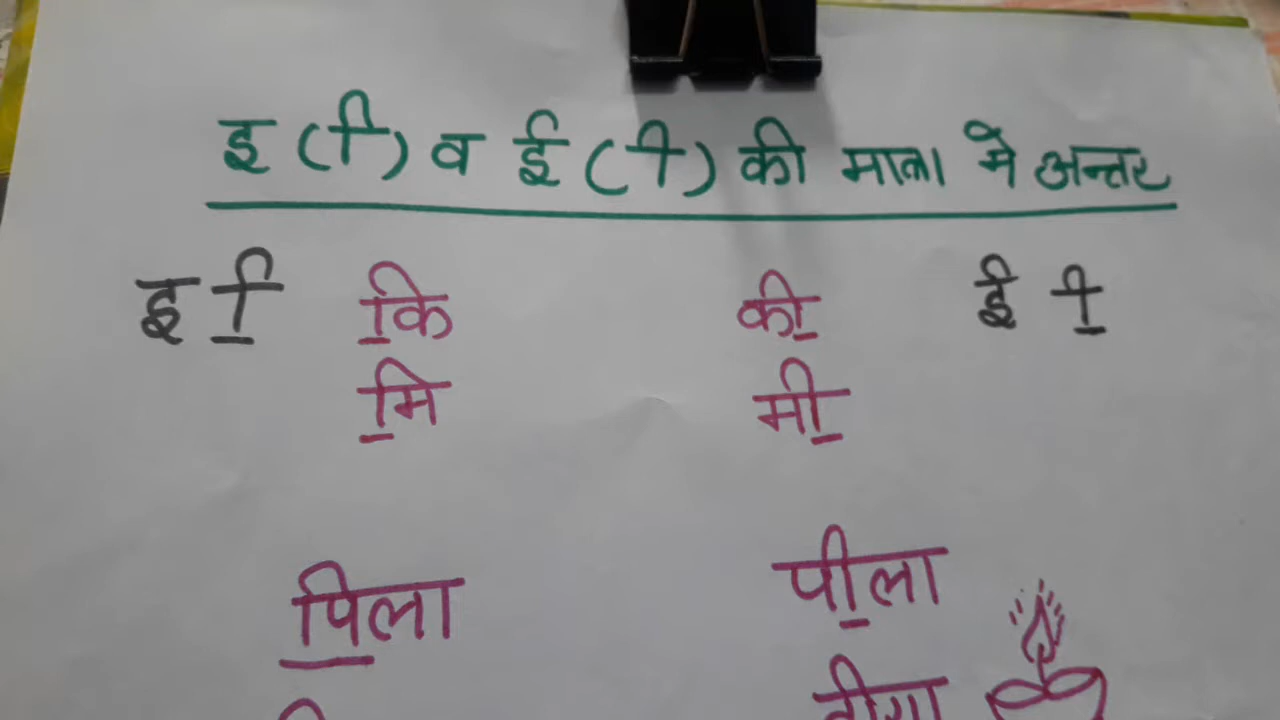 इ (ि) व ई (ी) की मात्रा मे अन्तर
इ ि कि की ई ी
मि मी
पिला पीला